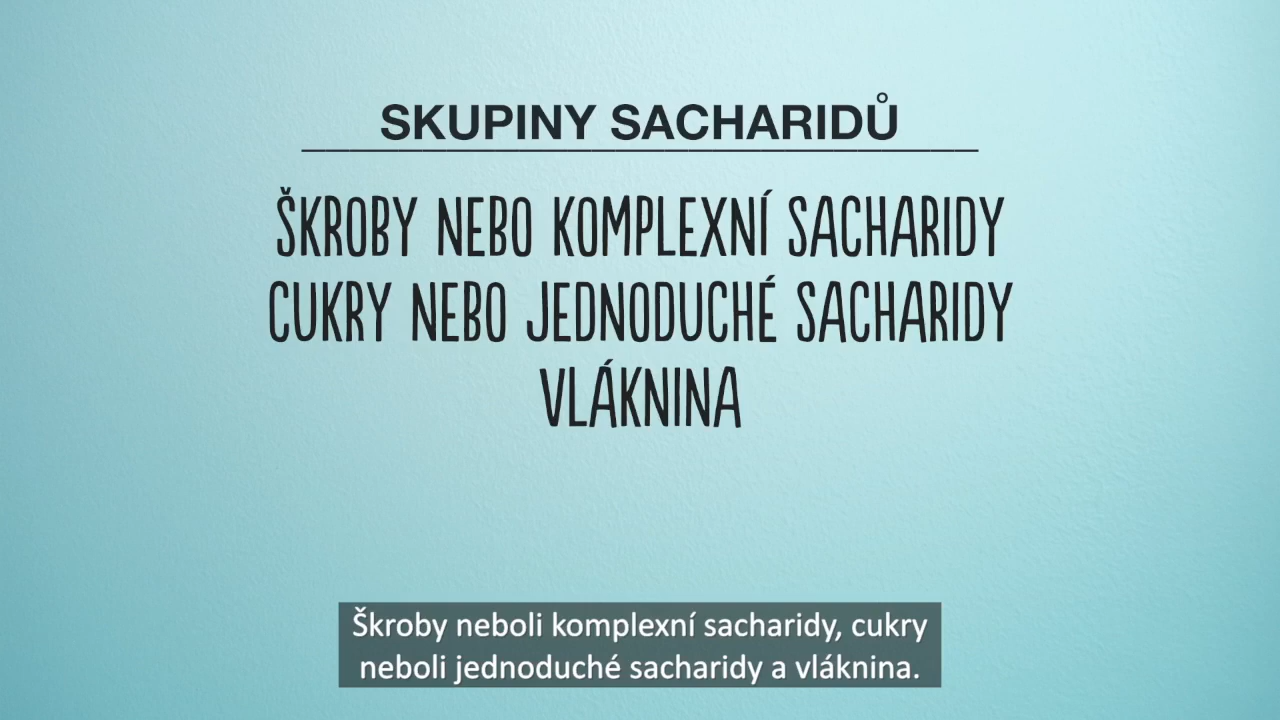 SKUPINY SACHARIDŮ
ŠKROBY NEBO KOMPLEXNÍ SACHARIDY
CUKRY NEBO JEDNODUCHÉ SACHARIDY
VLÁKNINA
Škroby neboli komplexní sacharidy, cukry
neboli jednoduché sacharidy a vláknina.